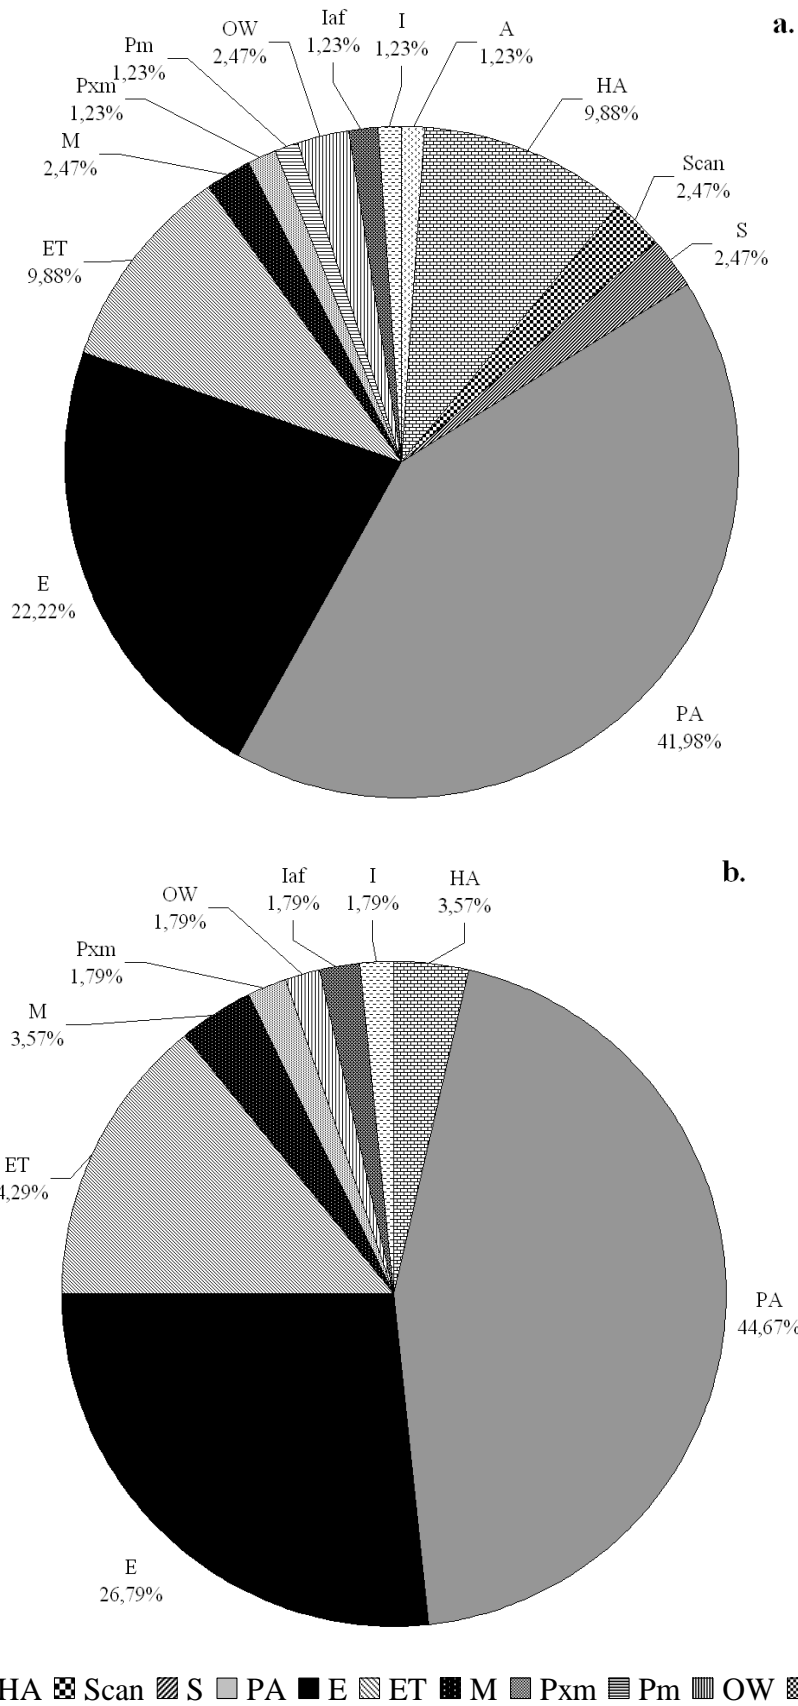 a.
Iaf
1,23%
I
1,23%
A
1,23%
OW
2,47%
Pm
1,23%
Pxm
1,23%
M
2,47%
HA
9,88%
Scan
2,47%
S
2,47%
ET
9,88%
E
22,22%
PA
41,98%
b.
Iaf
1,79%
I
1,79%
HA
3,57%
OW
1,79%
Pxm
1,79%
M
3,57%
ET
4,29%
PA
44,67%
E
26,79%
HA Scan S PA E ET M Pxm Pm OW